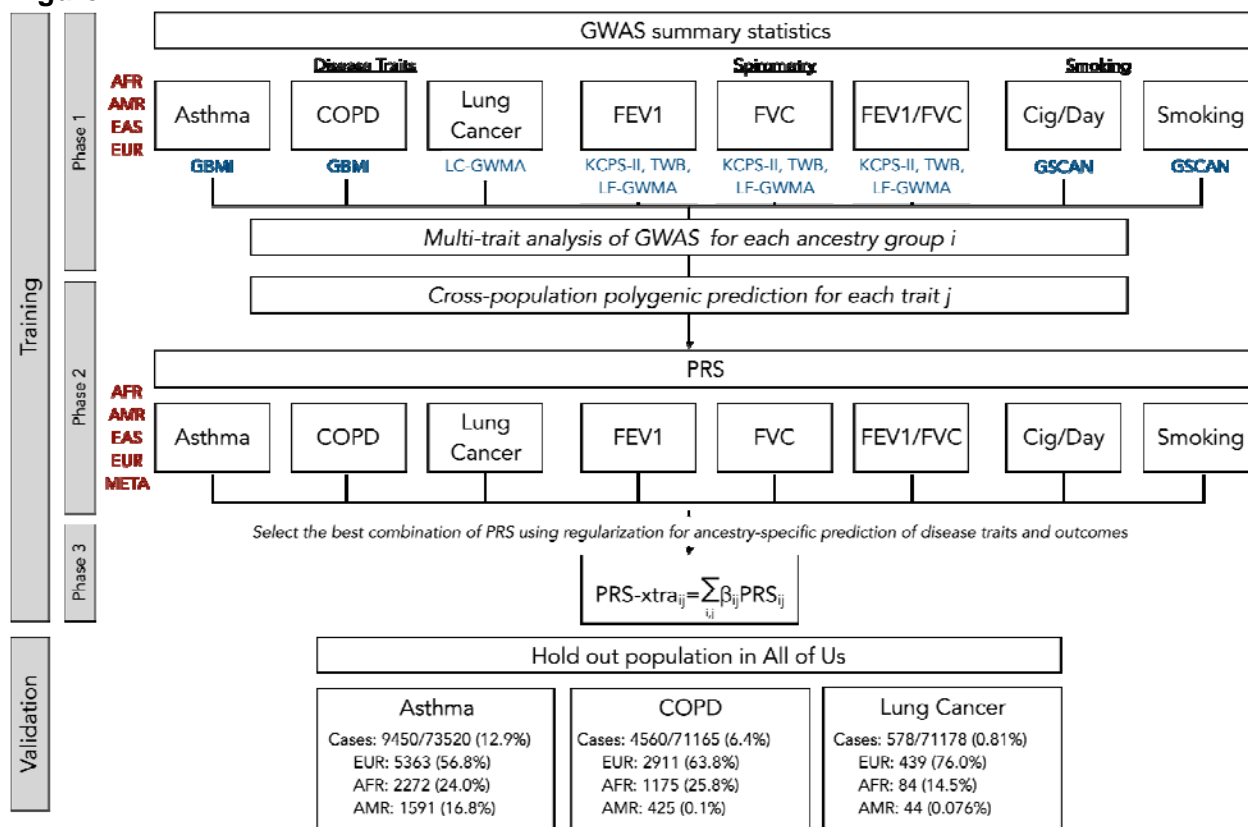 GWAS summary statistics
Disease Traits
Spirometry
Smoking
Training
Phase 1
AFR
AMR
EAS
EUR
Asthma
COPD
Lung
Cancer
FEV1
FVC
FEV1/FVC
Cig/Day
Smoking
GBMI
GBMI
LC-GWMA
KCPS-II, TWB,
LF-GWMA
KCPS-II, TWB,
LF-GWMA
KCPS-II, TWB,
LF-GWMA
GSCAN
GSCAN
Multi-trait analysis of GWAS for each ancestry group i
Cross-population polygenic prediction for each trait j
Phase 2
PRS
AFR
AMR
EAS
EUR
META
Asthma
COPD
Lung
Cancer
FEV1
FVC
FEV1/FVC
Cig/Day
Smoking
Phase 3
Select the best combination of PRS using regularization for ancestry-specific prediction of disease traits and outcomes
PRS-xtraij=∑i,jβijPRSij
Validation
Hold out population in All of Us
Asthma
Cases: 9450/73520 (12.9%)
EUR: 5363 (56.8%)
AFR: 2272 (24.0%)
AMR: 1591 (16.8%)
COPD
Cases: 4560/71165 (6.4%)
EUR: 2911 (63.8%)
AFR: 1175 (25.8%)
AMR: 425 (0.1%)
Lung Cancer
Cases: 578/71178 (0.81%)
EUR: 439 (76.0%)
AFR: 84 (14.5%)
AMR: 44 (0.076%)